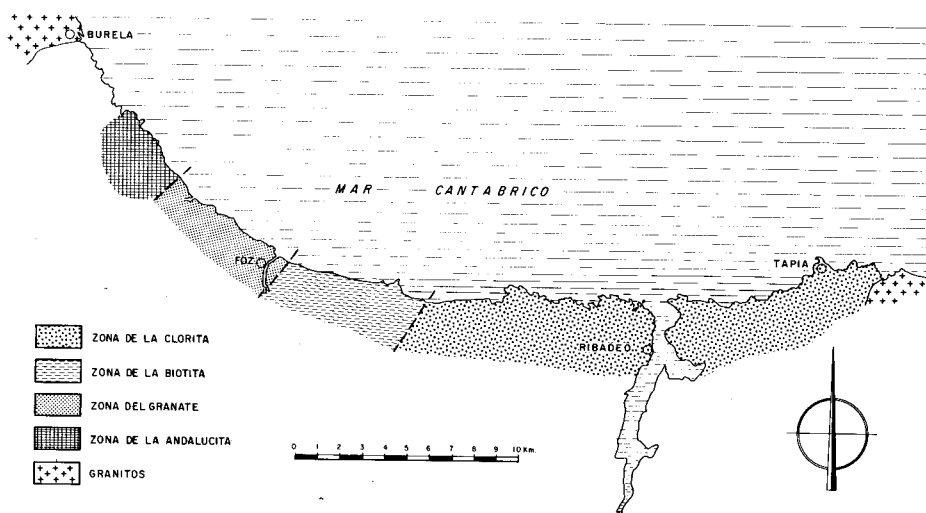 BURELA
MAR CANTABRICO
FOZ
TAPIA
RIBADEO
ZONA DE LA CLORITA
ZONA DE LA BIOTITA
ZONA DEL GRANATE
ZONA DE LA ANDALUCITA
GRANITOS
0 1 2 3 4 5 6 7 8 9 10 Km.